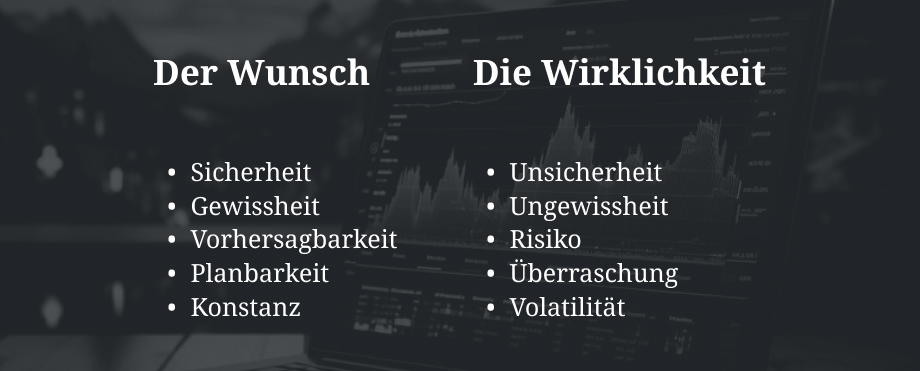 Der Wunsch
• Sicherheit
• Gewissheit
• Vorhersagbarkeit
• Planbarkeit
• Konstanz
Die Wirklichkeit
• Unsicherheit
• Ungewissheit
• Risiko
• Überraschung
• Volatilität